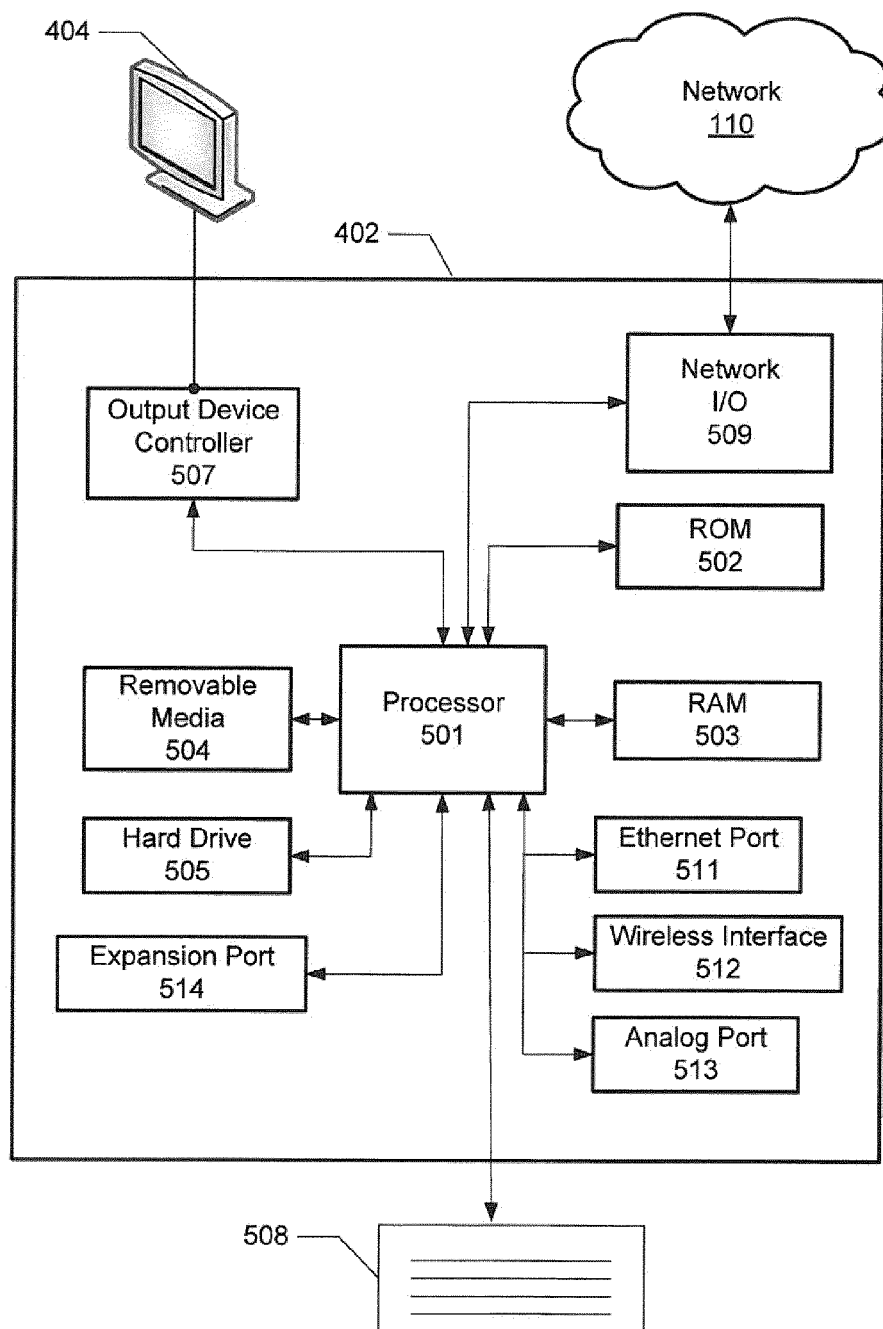 404
Network
110
402
Output Device
Controller
507
Network
I/O
509
ROM
502
Removable
Media
504
Processor
501
RAM
503
Hard Drive
505
Ethernet Port
511
Expansion Port
514
Wireless Interface
512
Analog Port
513
508